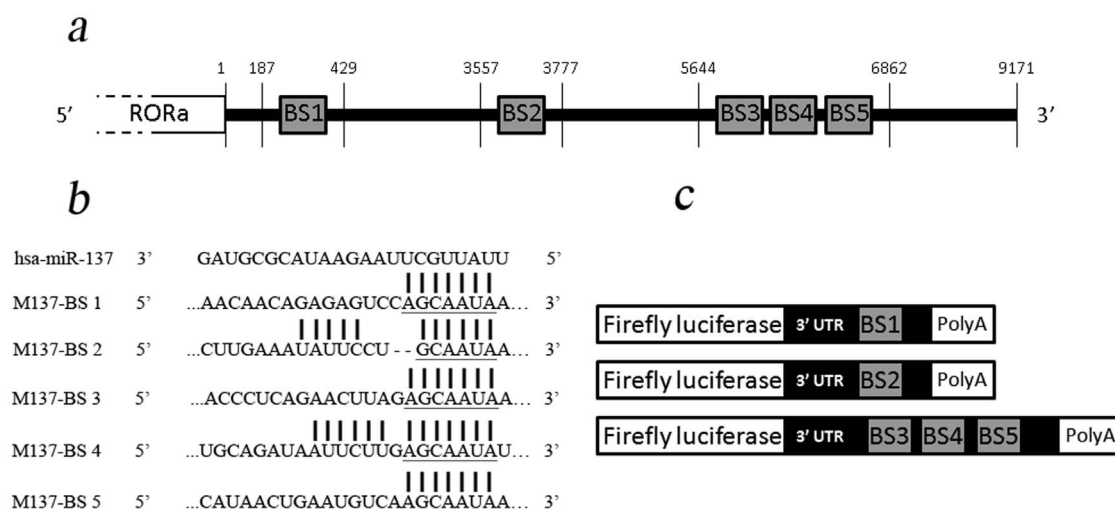 a
1 187 429 3557 3777 5644 6862 9171
5' RORa BS1 BS2 BS3 BS4 BS5 3'
b
hsa-miR-137 3' GAUGCGCAUAAGAAUUCGUUAUU 5'
M137-BS 1 5' ...AACAACAGAGAGUCCAGCAAUAA... 3'
M137-BS 2 5' ...CUUGAAAUAUUCCU --GCAAUAA... 3'
M137-BS 3 5' ...ACCCUCAGAACUUAGAGCAAUAA... 3'
M137-BS 4 5' ...UGCAGAUAAUUCUUGAGCAAUAU... 3'
M137-BS 5 5' ...CAUAACUGAAUGUCAAGCAAUAA... 3'
c
Firefly luciferase 3' UTR BS1 PolyA
Firefly luciferase 3' UTR BS2 PolyA
Firefly luciferase 3' UTR BS3 BS4 BS5 PolyA